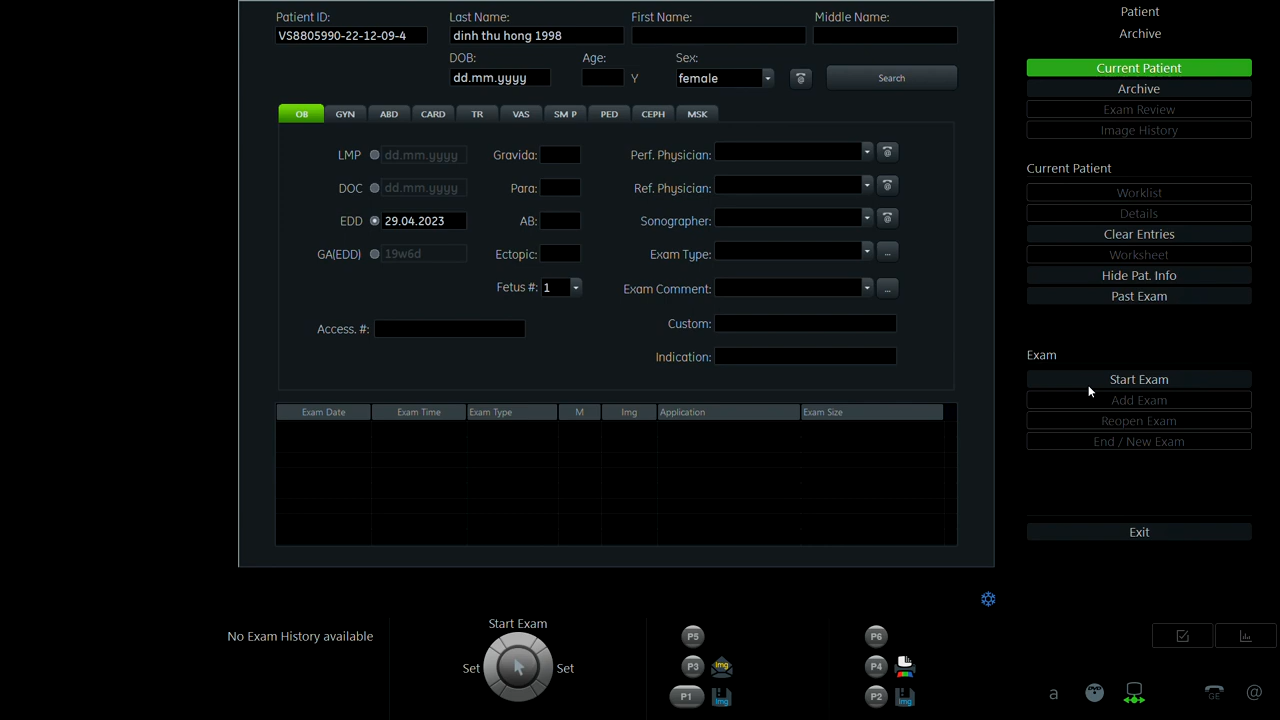 Patient ID: Last Name: First Name: Middle Name:
VS8805990-22-12-09-4 dinh thu hong 1998
DOB: Age: Sex:
dd.mm.yyyy Y female Search
OB GYN ABD CARD TR VAS SM P PED CEPH MSK
LMP dd.mm.yyyy Gravida: Perf. Physician:
DOC dd.mm.yyyy Para: Ref. Physician:
EDD 29.04.2023 AB: Sonographer:
GA(EDD) 19w6d Ectopic: Exam Type: ...
Fetus #: 1 Exam Comment: ...
Access. #: Custom:
Indication:
Exam Date Exam Time Exam Type M Img Application Exam Size
Patient
Archive
Current Patient
Archive
Exam Review
Image History
Current Patient
Worklist
Details
Clear Entries
Worksheet
Hide Pat. Info
Past Exam
Exam
Start Exam
Add Exam
Reopen Exam
End / New Exam
Exit
No Exam History available
Start Exam
Set Set
P5 P6
P3 Img P4
P1 Img P2 Img
a GE @